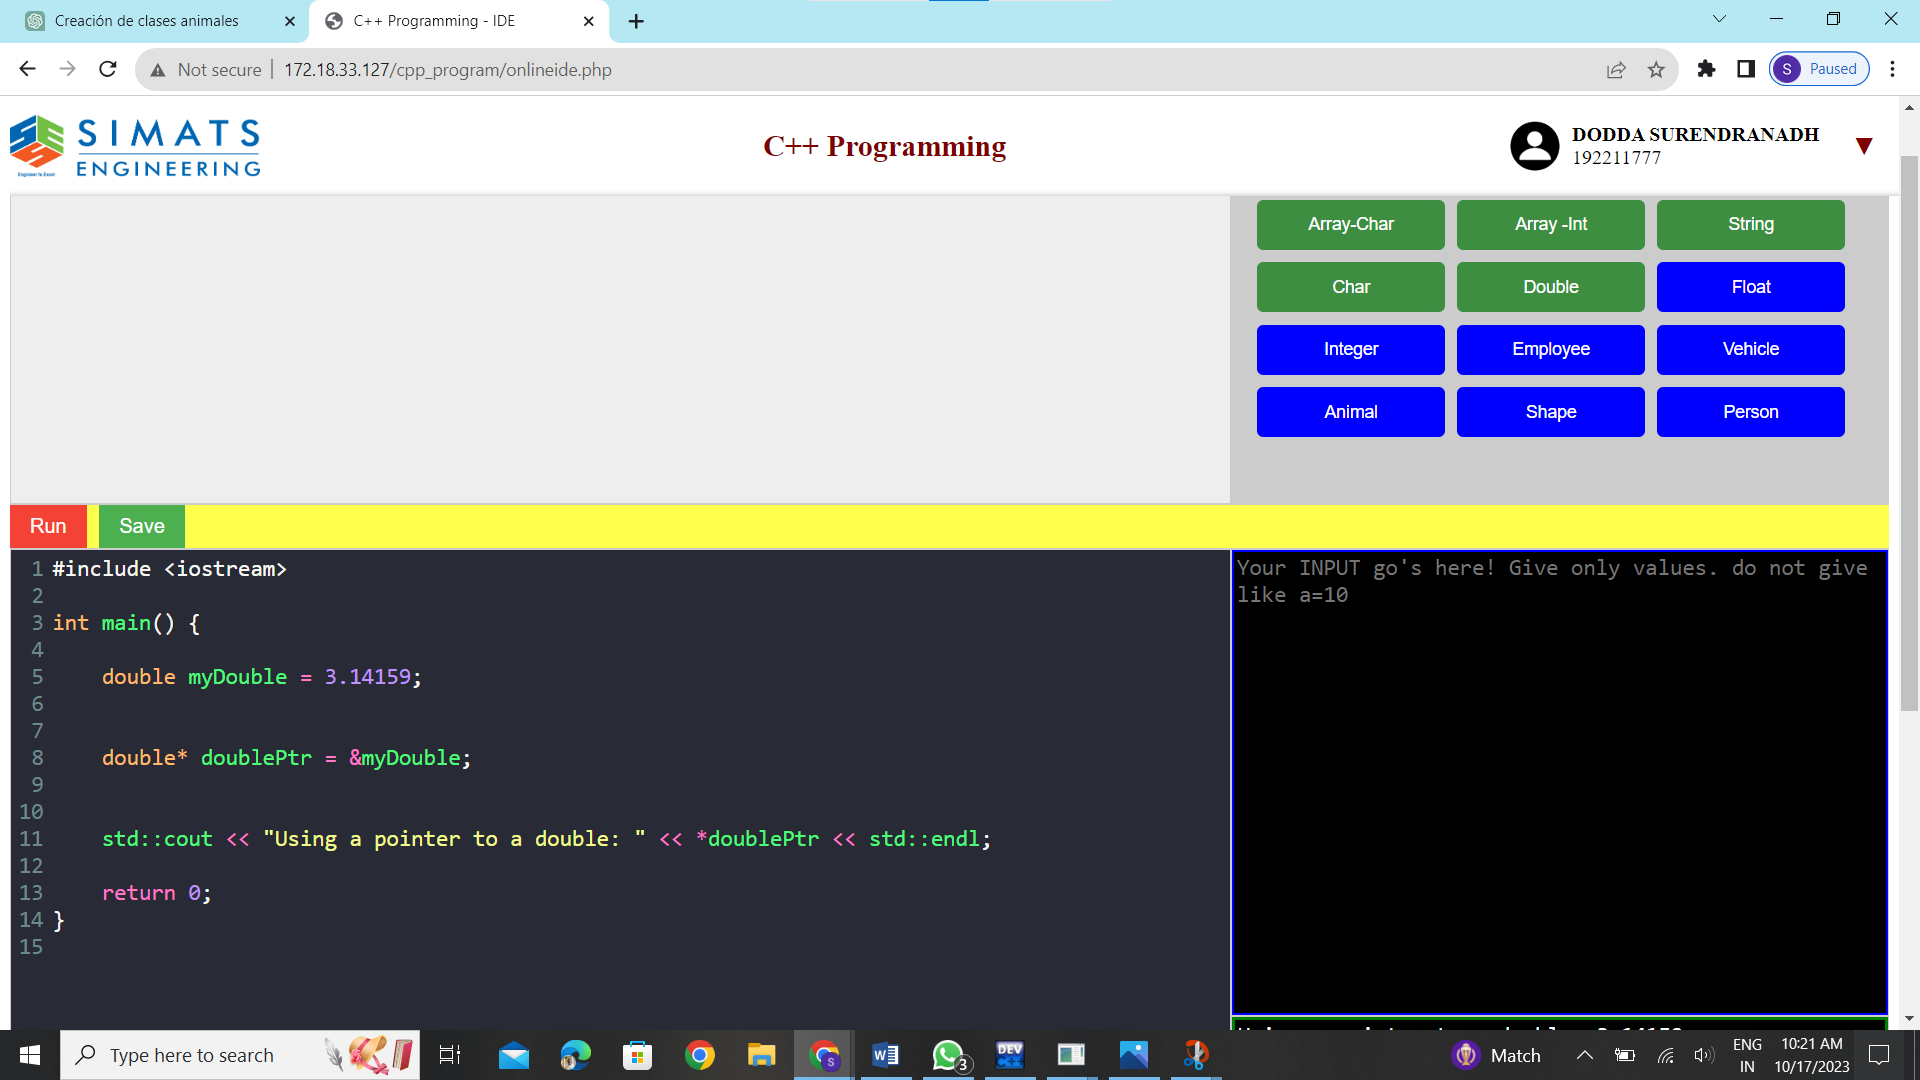 Creación de clases animales
C++ Programming - IDE
Not secure
172.18.33.127/cpp_program/onlineide.php
S
Paused
SIMATS
ENGINEERING
Engineer to Excel
C++ Programming
DODDA SURENDRANADH
192211777
Array-Char
Array -Int
String
Char
Double
Float
Integer
Employee
Vehicle
Animal
Shape
Person
Run
Save
1 #include <iostream>
2
3 int main() {
4
5     double myDouble = 3.14159;
6
7
8     double* doublePtr = &myDouble;
9
10
11     std::cout << "Using a pointer to a double: " << *doublePtr << std::endl;
12
13     return 0;
14 }
15
Your INPUT go's here! Give only values. do not give
like a=10
Type here to search
S
W
3
DEV
C++
Match
ENG
IN
10:21 AM
10/17/2023